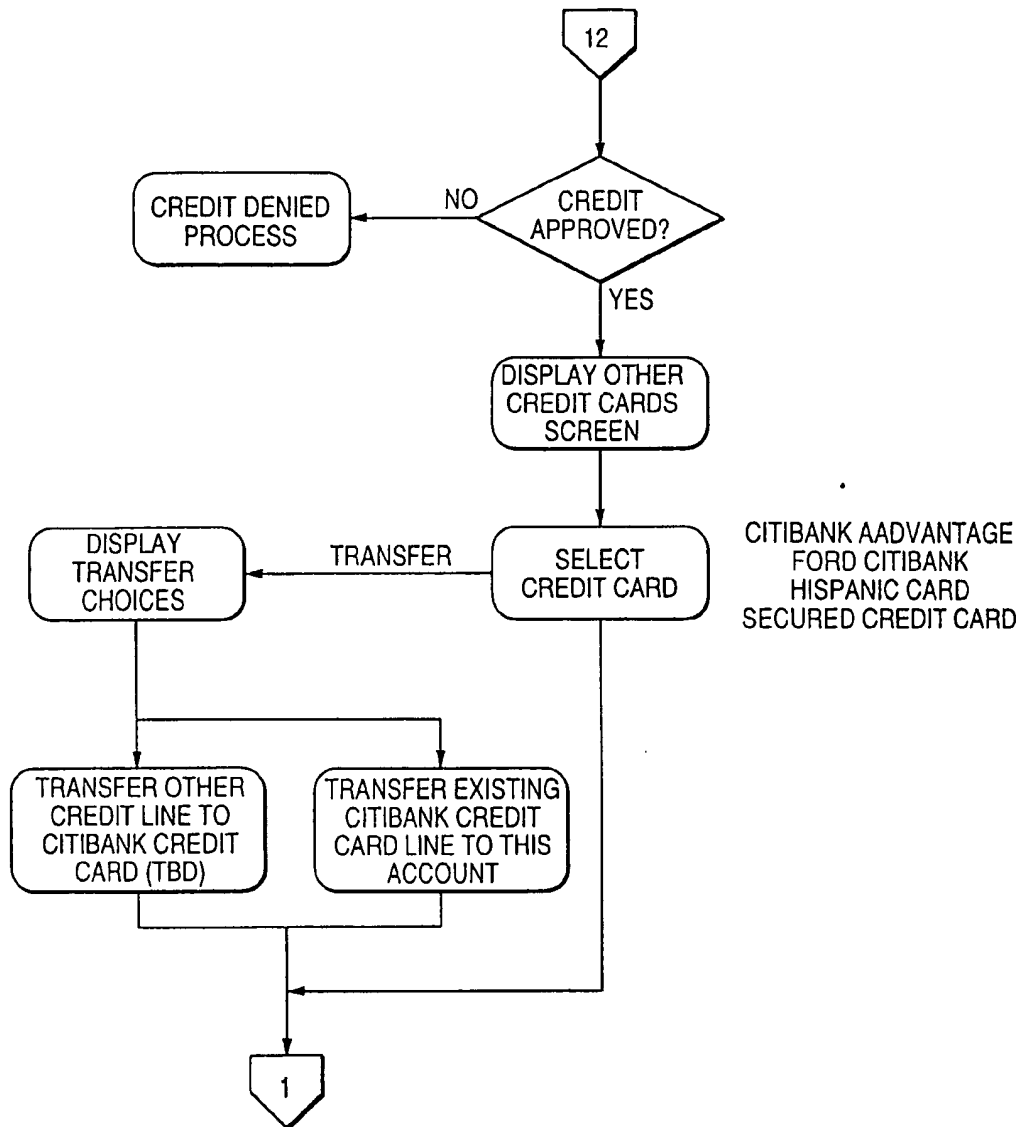 12
CREDIT
APPROVED?
NO
CREDIT DENIED
PROCESS
YES
DISPLAY OTHER
CREDIT CARDS
SCREEN
SELECT
CREDIT CARD
CITIBANK AADVANTAGE
FORD CITIBANK
HISPANIC CARD
SECURED CREDIT CARD
TRANSFER
DISPLAY
TRANSFER
CHOICES
TRANSFER OTHER
CREDIT LINE TO
CITIBANK CREDIT
CARD (TBD)
TRANSFER EXISTING
CITIBANK CREDIT
CARD LINE TO THIS
ACCOUNT
1